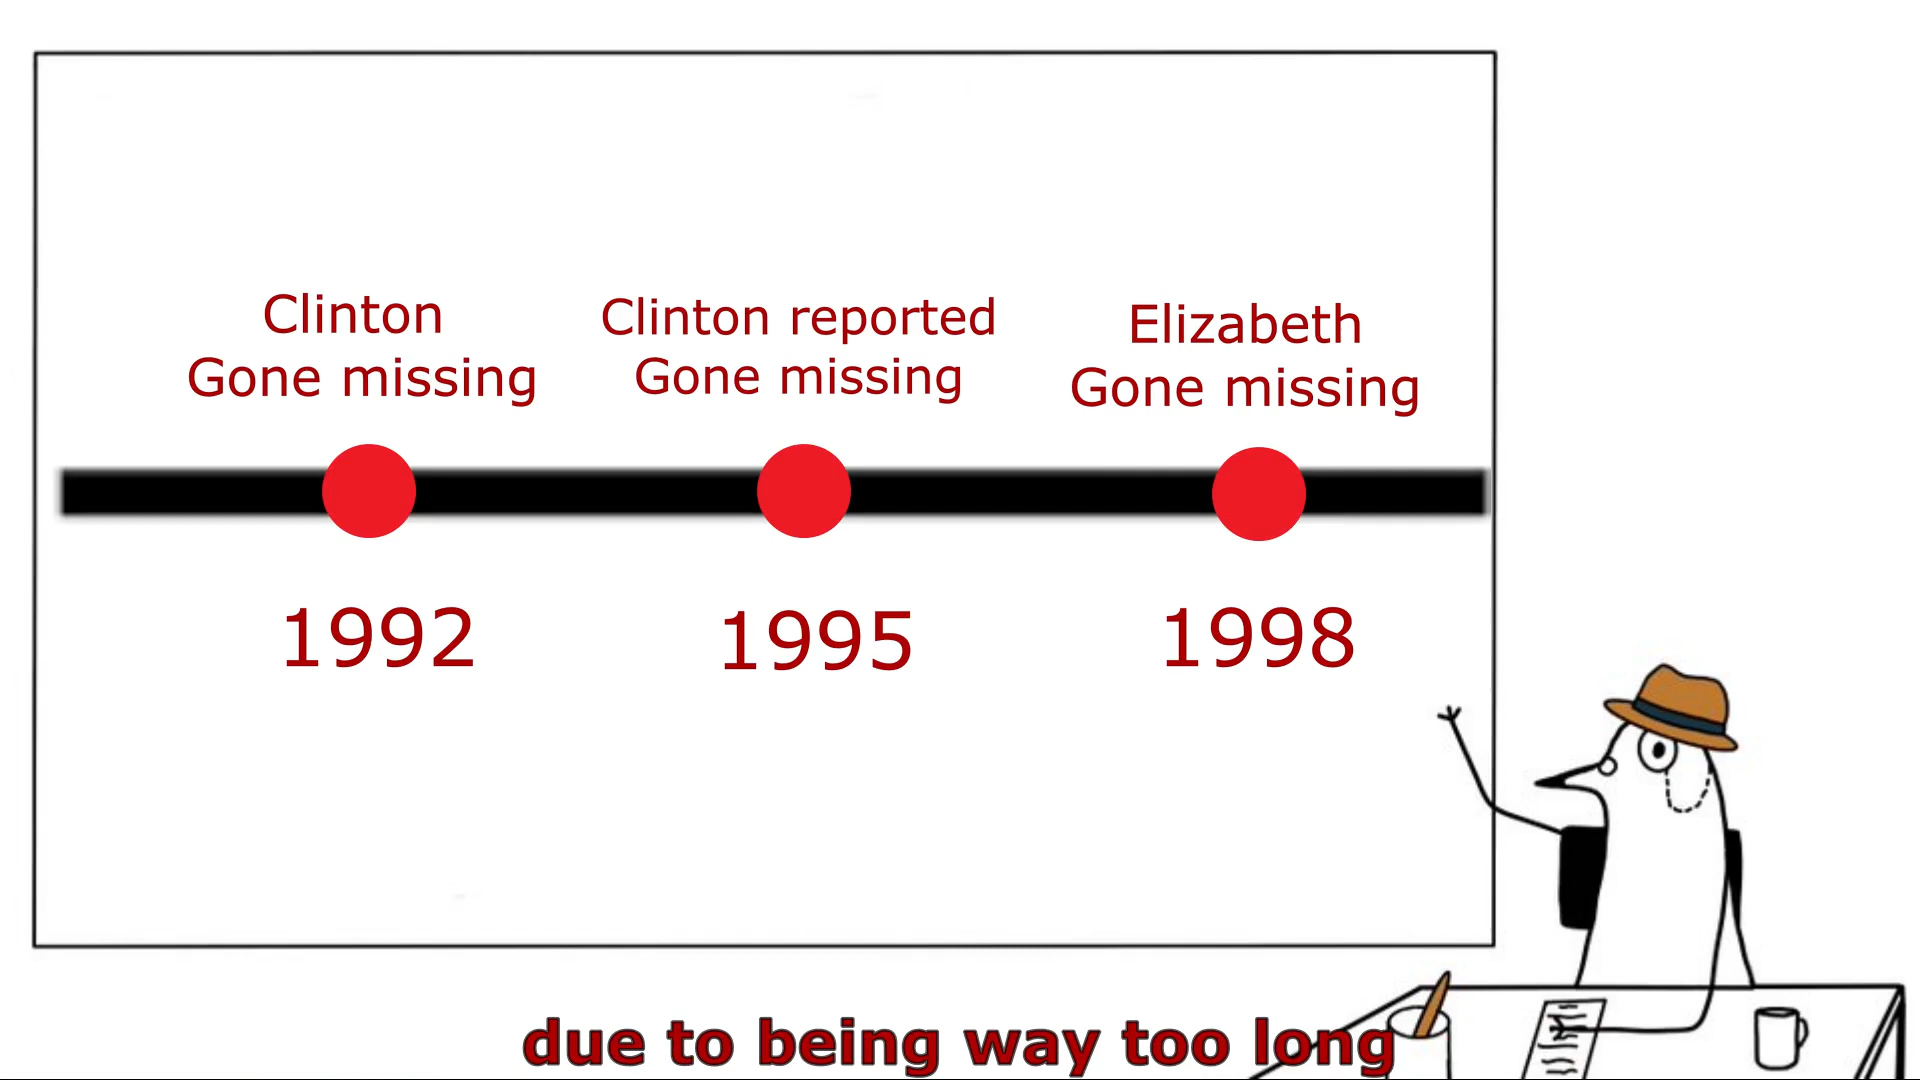 Clinton
Gone missing
Clinton reported
Gone missing
Elizabeth
Gone missing
1992
1995
1998
due to being way too long